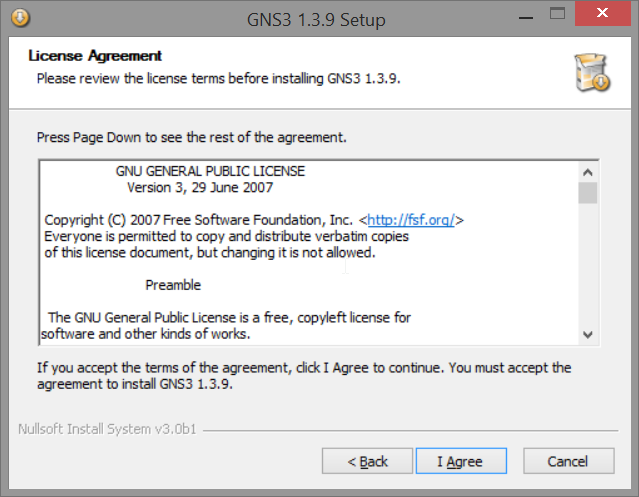 GNS3 1.3.9 Setup
License Agreement
Please review the license terms before installing GNS3 1.3.9.
Press Page Down to see the rest of the agreement.
GNU GENERAL PUBLIC LICENSE
Version 3, 29 June 2007
Copyright (C) 2007 Free Software Foundation, Inc. <http://fsf.org/>
Everyone is permitted to copy and distribute verbatim copies
of this license document, but changing it is not allowed.
Preamble
The GNU General Public License is a free, copyleft license for
software and other kinds of works.
If you accept the terms of the agreement, click I Agree to continue. You must accept the
agreement to install GNS3 1.3.9.
Nullsoft Install System v3.0b1
< Back I Agree Cancel